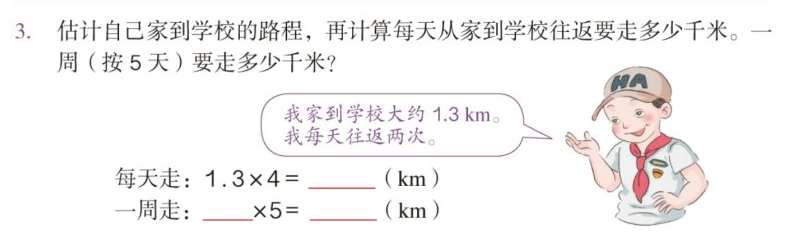 3. 估计自己家到学校的路程，再计算每天从家到学校往返要走多少千米。一
周（按 5 天）要走多少千米？
HA
我家到学校大约 1.3 km。
我每天往返两次。
每天走：1.3×4= ______（km）
一周走：____×5= ______（km）